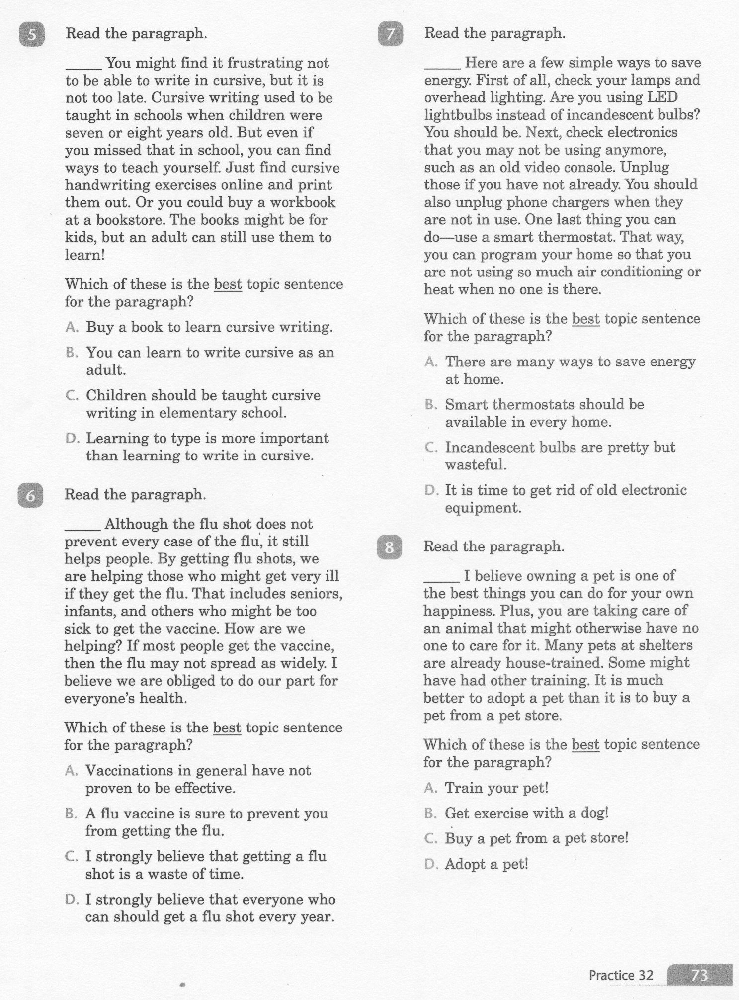 5 Read the paragraph.
_____ You might find it frustrating not
to be able to write in cursive, but it is
not too late. Cursive writing used to be
taught in schools when children were
seven or eight years old. But even if
you missed that in school, you can find
ways to teach yourself. Just find cursive
handwriting exercises online and print
them out. Or you could buy a workbook
at a bookstore. The books might be for
kids, but an adult can still use them to
learn!
Which of these is the best topic sentence
for the paragraph?
A. Buy a book to learn cursive writing.
B. You can learn to write cursive as an
adult.
C. Children should be taught cursive
writing in elementary school.
D. Learning to type is more important
than learning to write in cursive.
6 Read the paragraph.
_____ Although the flu shot does not
prevent every case of the flu, it still
helps people. By getting flu shots, we
are helping those who might get very ill
if they get the flu. That includes seniors,
infants, and others who might be too
sick to get the vaccine. How are we
helping? If most people get the vaccine,
then the flu may not spread as widely. I
believe we are obliged to do our part for
everyone's health.
Which of these is the best topic sentence
for the paragraph?
A. Vaccinations in general have not
proven to be effective.
B. A flu vaccine is sure to prevent you
from getting the flu.
C. I strongly believe that getting a flu
shot is a waste of time.
D. I strongly believe that everyone who
can should get a flu shot every year.
7 Read the paragraph.
_____ Here are a few simple ways to save
energy. First of all, check your lamps and
overhead lighting. Are you using LED
lightbulbs instead of incandescent bulbs?
You should be. Next, check electronics
that you may not be using anymore,
such as an old video console. Unplug
those if you have not already. You should
also unplug phone chargers when they
are not in use. One last thing you can
do—use a smart thermostat. That way,
you can program your home so that you
are not using so much air conditioning or
heat when no one is there.
Which of these is the best topic sentence
for the paragraph?
A. There are many ways to save energy
at home.
B. Smart thermostats should be
available in every home.
C. Incandescent bulbs are pretty but
wasteful.
D. It is time to get rid of old electronic
equipment.
8 Read the paragraph.
_____ I believe owning a pet is one of
the best things you can do for your own
happiness. Plus, you are taking care of
an animal that might otherwise have no
one to care for it. Many pets at shelters
are already house-trained. Some might
have had other training. It is much
better to adopt a pet than it is to buy a
pet from a pet store.
Which of these is the best topic sentence
for the paragraph?
A. Train your pet!
B. Get exercise with a dog!
C. Buy a pet from a pet store!
D. Adopt a pet!
Practice 32 73